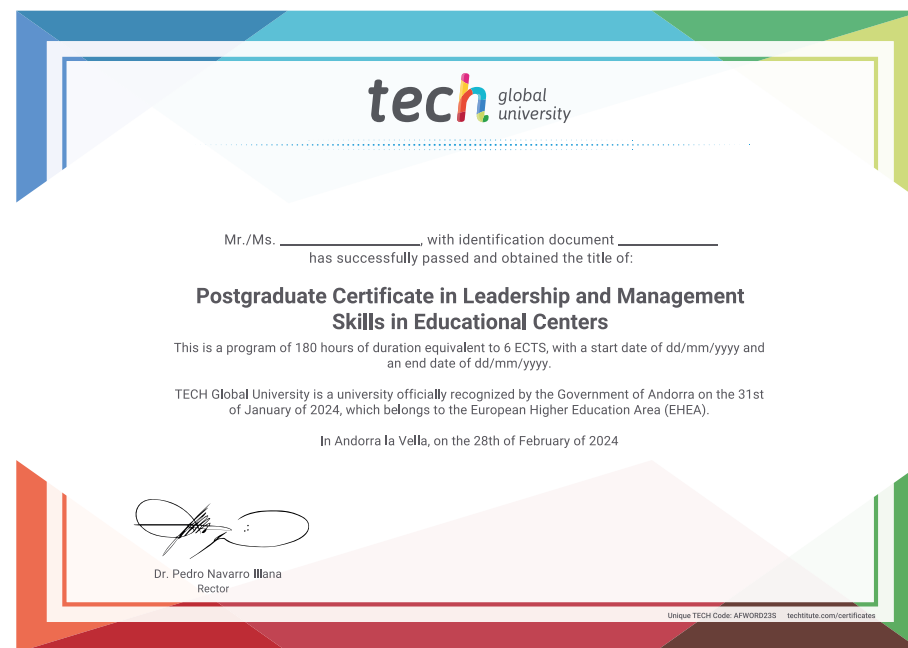 tech global university
Mr./Ms. ____________________, with identification document ______________
has successfully passed and obtained the title of:
Postgraduate Certificate in Leadership and Management
Skills in Educational Centers
This is a program of 180 hours of duration equivalent to 6 ECTS, with a start date of dd/mm/yyyy and
an end date of dd/mm/yyyy.
TECH Global University is a university officially recognized by the Government of Andorra on the 31st
of January of 2024, which belongs to the European Higher Education Area (EHEA).
In Andorra la Vella, on the 28th of February of 2024
Dr. Pedro Navarro Illana
Rector
Unique TECH Code: AFWORD23S techtitute.com/certificates